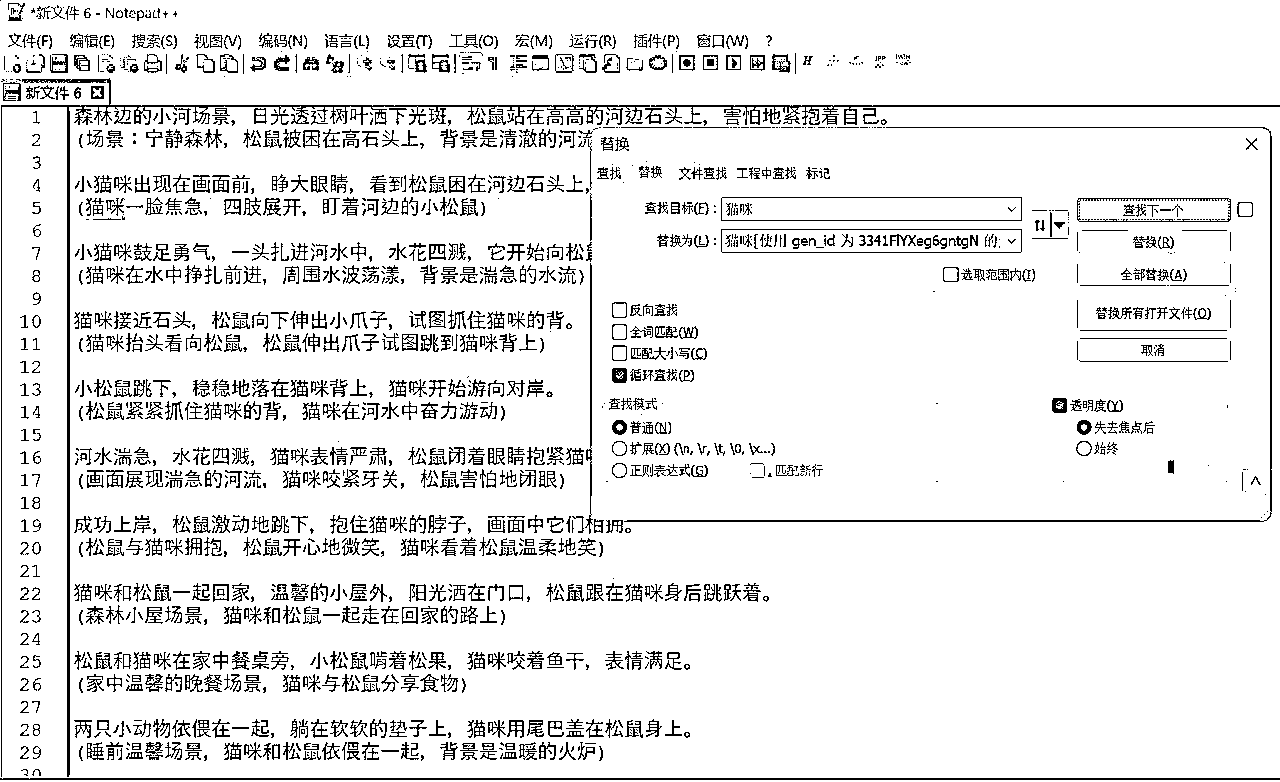 *新文件 6 - Notepad++
文件(F) 编辑(E) 搜索(S) 视图(V) 编码(N) 语言(L) 设置(T) 工具(O) 宏(M) 运行(R) 插件(P) 窗口(W) ?
新文件 6
1 森林边的小河场景，日光透过树叶洒下光斑，松鼠站在高高的河边石头上，害怕地紧抱着自己。
2 (场景：宁静森林，松鼠被困在高石头上，背景是清澈的河流
3
4 小猫咪出现在画面前，睁大眼睛，看到松鼠困在河边石头上，
5 (猫咪一脸焦急，四肢展开，盯着河边的小松鼠)
6
7 小猫咪鼓足勇气，一头扎进河水中，水花四溅，它开始向松
8 (猫咪在水中挣扎前进，周围水波荡漾，背景是湍急的水流)
9
10 猫咪接近石头，松鼠向下伸出小爪子，试图抓住猫咪的背。
11 (猫咪抬头看向松鼠，松鼠伸出爪子试图跳到猫咪背上)
12
13 小松鼠跳下，稳稳地落在猫咪背上，猫咪开始游向对岸。
14 (松鼠紧紧抓住猫咪的背，猫咪在河水中奋力游动)
15
16 河水湍急，水花四溅，猫咪表情严肃，松鼠闭着眼睛抱紧猫
17 (画面展现湍急的河流，猫咪咬紧牙关，松鼠害怕地闭眼)
18
19 成功上岸，松鼠激动地跳下，抱住猫咪的脖子，画面中它们相拥。
20 (松鼠与猫咪拥抱，松鼠开心地微笑，猫咪看着松鼠温柔地笑)
21
22 猫咪和松鼠一起回家，温馨的小屋外，阳光洒在门口，松鼠跟在猫咪身后跳跃着。
23 (森林小屋场景，猫咪和松鼠一起走在回家的路上)
24
25 松鼠和猫咪在家中餐桌旁，小松鼠啃着松果，猫咪咬着鱼干，表情满足。
26 (家中温馨的晚餐场景，猫咪与松鼠分享食物)
27
28 两只小动物依偎在一起，躺在软软的垫子上，猫咪用尾巴盖在松鼠身上。
29 (睡前温馨场景，猫咪和松鼠依偎在一起，背景是温暖的火炉)
30
替换
查找 替换 文件查找 工程中查找 标记
查找目标(F)： 猫咪 查找下一个
替换为(L)： 猫咪[使用 gen_id 为 3341FlYXeg6gntgN 的 替换(R)
选取范围内(I) 全部替换(A)
替换所有打开文件(O)
取消
反向查找
全词匹配(W)
匹配大小写(C)
循环查找(P)
查找模式
普通(N)
扩展(X) (\n, \r, \t, \0, \x...)
正则表达式(G) . 匹配新行
透明度(Y)
失去焦点后
始终